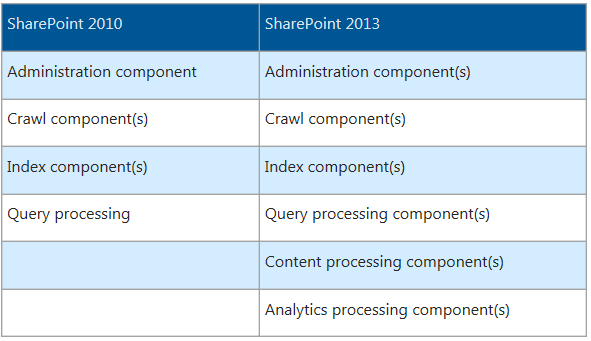 SharePoint 2010 SharePoint 2013
Administration component Administration component(s)
Crawl component(s) Crawl component(s)
Index component(s) Index component(s)
Query processing Query processing component(s)
Content processing component(s)
Analytics processing component(s)